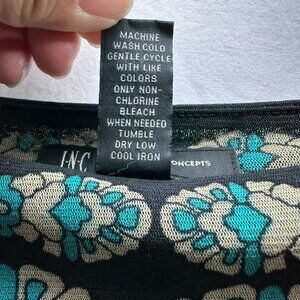 MACHINE
WASH COLD
GENTLE CYCLE
WITH LIKE
COLORS
ONLY NON-
CHLORINE
BLEACH
WHEN NEEDED
TUMBLE
DRY LOW
COOL IRON
I·N·C
CONCEPTS